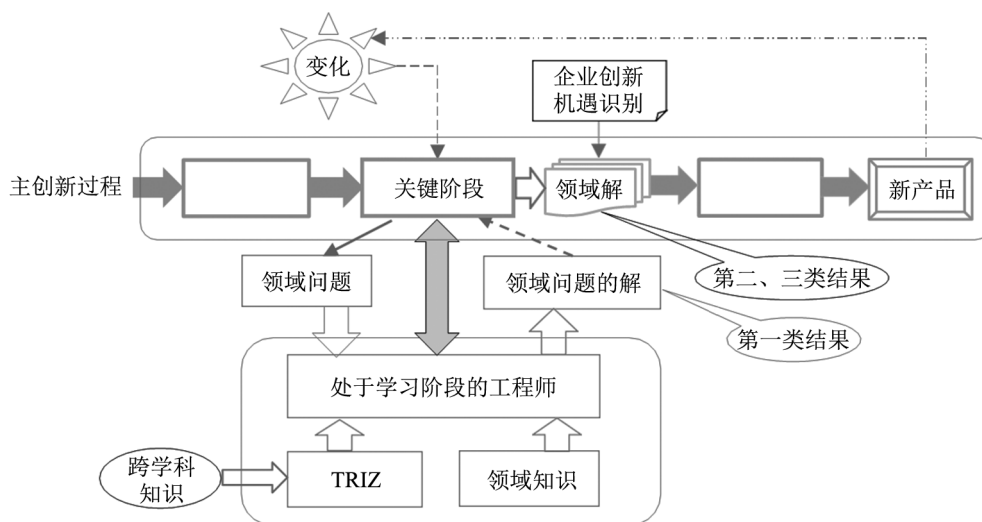 变化
企业创新
机遇识别
主创新过程
关键阶段
领域解
新产品
领域问题
领域问题的解
第二、三类结果
第一类结果
处于学习阶段的工程师
跨学科
知识
TRIZ
领域知识